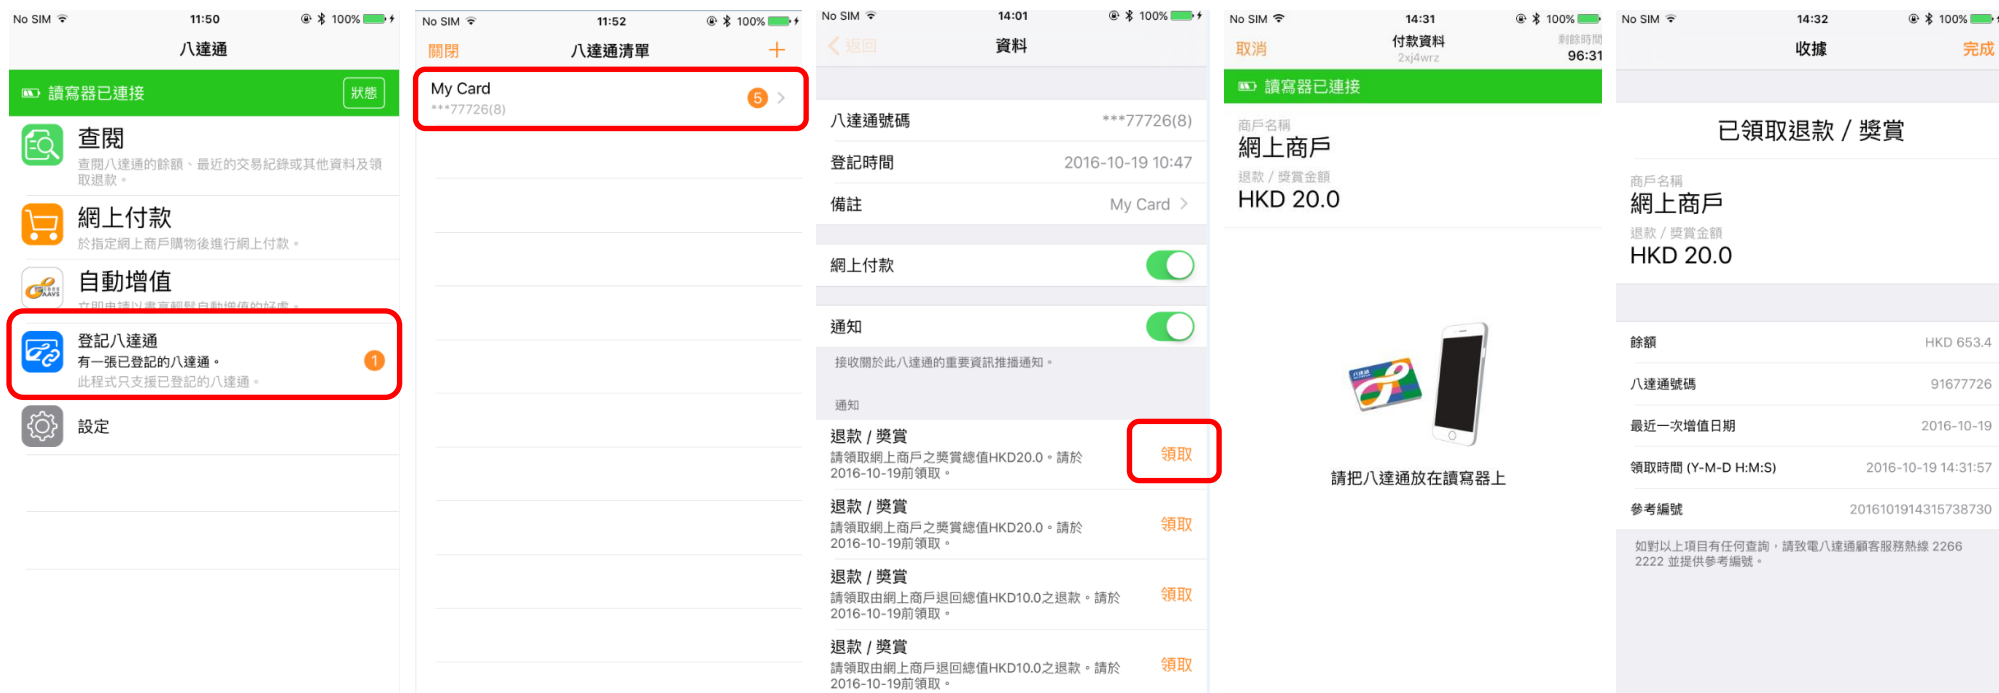 No SIM 11:50 100%
八達通
讀寫器已連接 狀態
查閱
查閱八達通的餘額、最近的交易紀錄或其他資料及領
取退款。
網上付款
於指定網上商戶購物後進行網上付款。
AAVS
自動增值
立即申請以盡享輕鬆自動增值的好處。
登記八達通
有一張已登記的八達通。
1
此程式只支援已登記的八達通。
設定
No SIM 11:52 100%
關閉 八達通清單 +
My Card
***77726(8)
5
No SIM 14:01 100%
返回 資料
八達通號碼 ***77726(8)
登記時間 2016-10-19 10:47
備註 My Card
網上付款
通知
接收關於此八達通的重要資訊推播通知。
通知
退款 / 獎賞
請領取網上商戶之獎賞總值HKD20.0。請於
2016-10-19前領取。
領取
退款 / 獎賞
請領取網上商戶之獎賞總值HKD20.0。請於
2016-10-19前領取。
領取
退款 / 獎賞
請領取由網上商戶退回總值HKD10.0之退款。請於
2016-10-19前領取。
領取
退款 / 獎賞
請領取由網上商戶退回總值HKD10.0之退款。請於
2016-10-19前領取。
領取
No SIM 14:31 100%
取消 付款資料 剩餘時間
2xj4wrz 96:31
讀寫器已連接
商戶名稱
網上商戶
退款 / 獎賞金額
HKD 20.0
八達通
請把八達通放在讀寫器上
No SIM 14:32 100%
收據 完成
已領取退款 / 獎賞
商戶名稱
網上商戶
退款 / 獎賞金額
HKD 20.0
餘額 HKD 653.4
八達通號碼 91677726
最近一次增值日期 2016-10-19
領取時間 (Y-M-D H:M:S) 2016-10-19 14:31:57
參考編號 2016101914315738730
如對以上項目有任何查詢，請致電八達通顧客服務熱線 2266
2222 並提供參考編號。